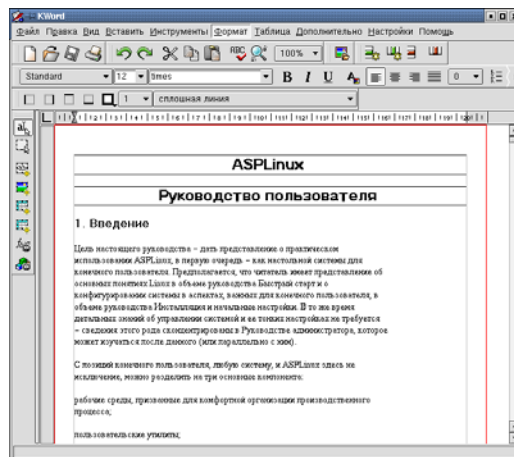 KWord
Файл Правка Вид Вставить Инструменты Формат Таблица Дополнительно Настройки Помощь
100%
Standard 12 times B I U A 0
1 сплошная линия
ASPLinux
Руководство пользователя
1. Введение
Цель настоящего руководства – дать представление о практическом
использовании ASPLinux, в первую очередь – как настольной системы для
конечного пользователя. Предполагается, что читатель имеет представление об
основных понятиях Linux в объеме руководства Быстрый старт и о
конфигурировании системы в аспектах, важных для конечного пользователя, в
объеме руководства Инсталляция и начальные настройки. В то же время
детальных знаний об управлении системой и ее тонких настройках не требуется
– сведения этого рода сконцентрированы в Руководстве администратора, которое
может изучаться после данного (или параллельно с ним).
С позиций конечного пользователя, любую систему, и ASPLinux здесь не
исключение, можно разделить на три основные компонента:
рабочие среды, призванные для комфортной организации производственного
процесса;
пользовательские утилиты;